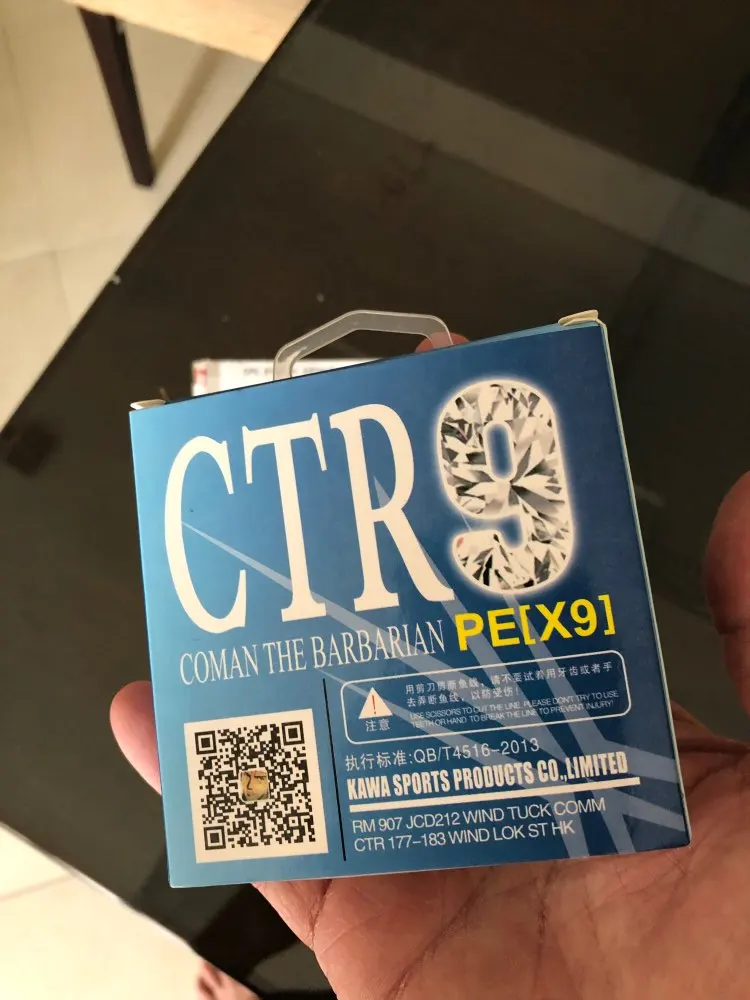 CTR9
COMAN THE BARBARIAN PE[X9]
用剪刀剪断鱼线，请不要试着用牙齿或者手
去弄断鱼线，以防受伤！
USE SCISSORS TO CUT THE LINE, PLEASE DON'T TRY TO USE
TEETH OR HAND TO BREAK THE LINE TO PREVENT INJURY!
注意
执行标准:QB/T4516-2013
KAWA SPORTS PRODUCTS CO.,LIMITED
RM 907 JCD212 WIND TUCK COMM
CTR 177-183 WIND LOK ST HK